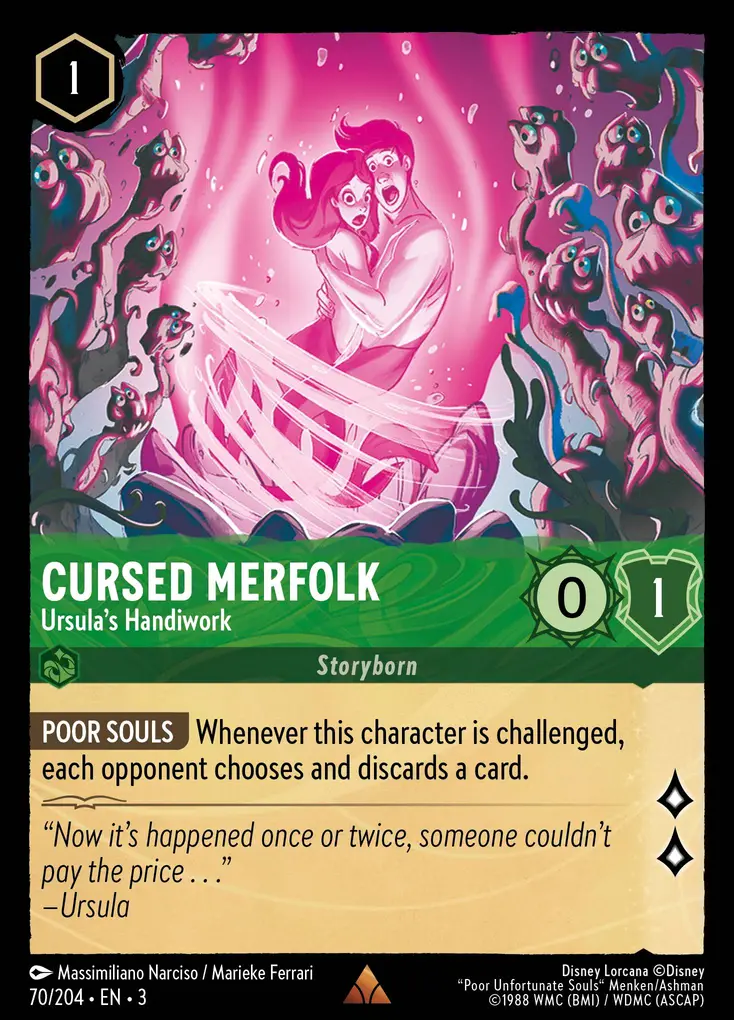 1
CURSED MERFOLK
Ursula's Handiwork
0
1
Storyborn
POOR SOULS Whenever this character is challenged,
each opponent chooses and discards a card.
“Now it's happened once or twice, someone couldn't
pay the price . . .”
–Ursula
Massimiliano Narciso / Marieke Ferrari
70/204 • EN • 3
Disney Lorcana ©Disney
“Poor Unfortunate Souls“ Menken/Ashman
©1988 WMC (BMI) / WDMC (ASCAP)